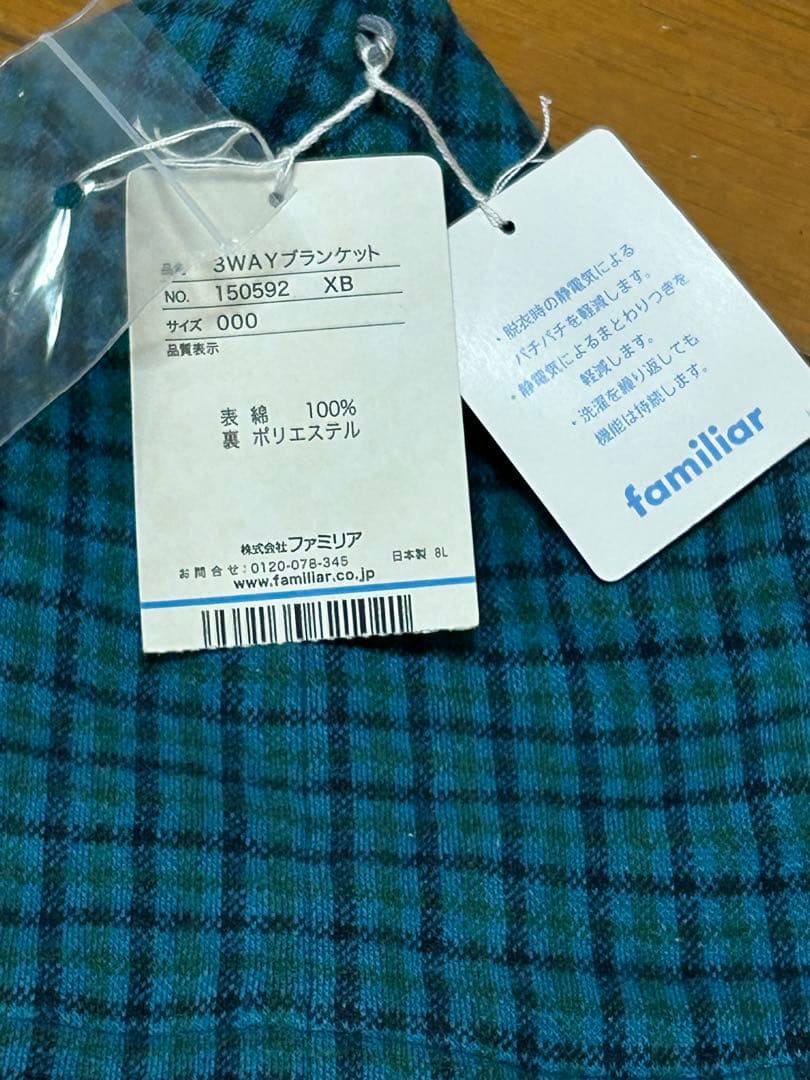 品名 3WAYブランケット
NO. 150592 XB
サイズ 000
品質表示
表 綿 100%
裏 ポリエステル
株式会社ファミリア
お問合せ:0120-078-345 日本製 8L
www.familiar.co.jp
・脱衣時の静電気による
パチパチを軽減します。
・静電気によるまとわりつきを
軽減します。
・洗濯を繰り返しても
機能は持続します。
familiar